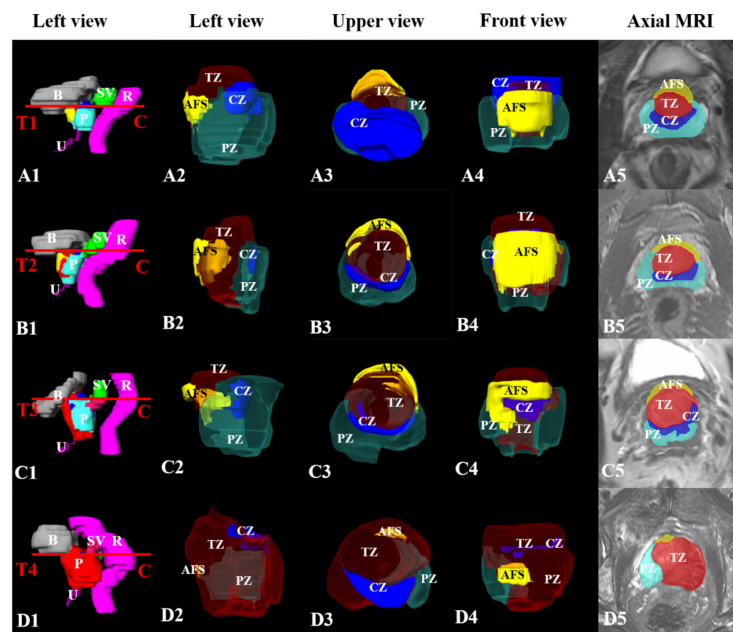 Left view Left view Upper view Front view Axial MRI
B SV R P U T1 C A1
TZ AFS CZ PZ A2
TZ PZ CZ A3
TZ AFS PZ A4
AFS TZ CZ PZ A5
B SV R P U T2 C B1
TZ AFS CZ PZ B2
AFS TZ CZ PZ B3
TZ AFS PZ B4
AFS TZ PZ CZ B5
B SV R P U T3 C C1
TZ AFS CZ PZ C2
AFS TZ CZ PZ C3
AFS CZ TZ PZ C4
AFS TZ CZ PZ C5
B SV R P U T4 C D1
CZ TZ AFS PZ D2
AFS TZ CZ PZ D3
TZ CZ AFS PZ D4
PZ TZ D5